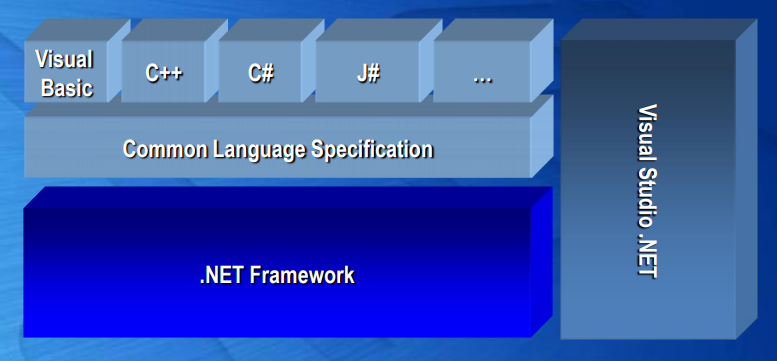 Visual
Basic
C++
C#
J#
...
Common Language Specification
.NET Framework
Visual Studio .NET